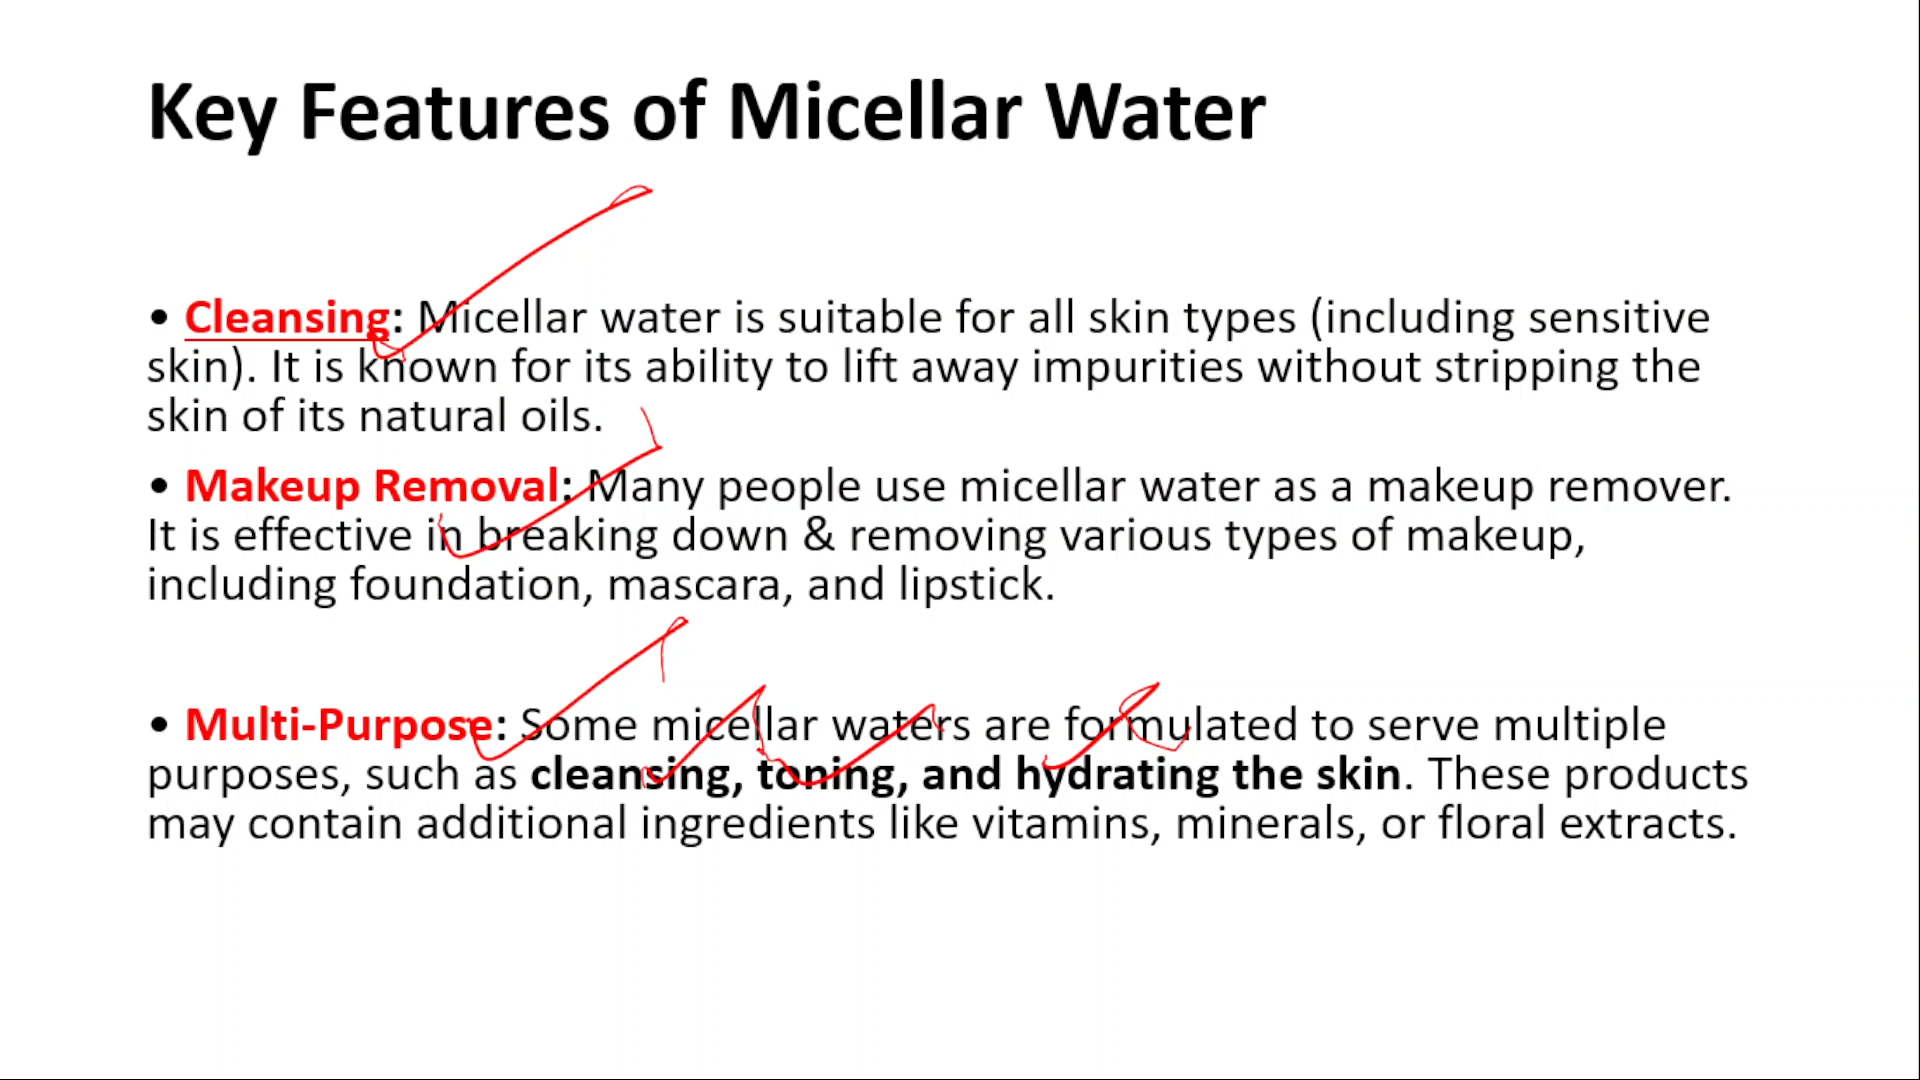 Key Features of Micellar Water
• Cleansing: Micellar water is suitable for all skin types (including sensitive
skin). It is known for its ability to lift away impurities without stripping the
skin of its natural oils.
• Makeup Removal: Many people use micellar water as a makeup remover.
It is effective in breaking down & removing various types of makeup,
including foundation, mascara, and lipstick.
• Multi-Purpose: Some micellar waters are formulated to serve multiple
purposes, such as cleansing, toning, and hydrating the skin. These products
may contain additional ingredients like vitamins, minerals, or floral extracts.